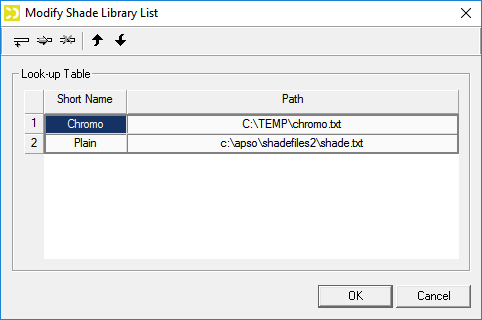 Modify Shade Library List
Look-up Table
Short Name Path
1 Chromo C:\TEMP\chromo.txt
2 Plain c:\apso\shadefiles2\shade.txt
OK Cancel